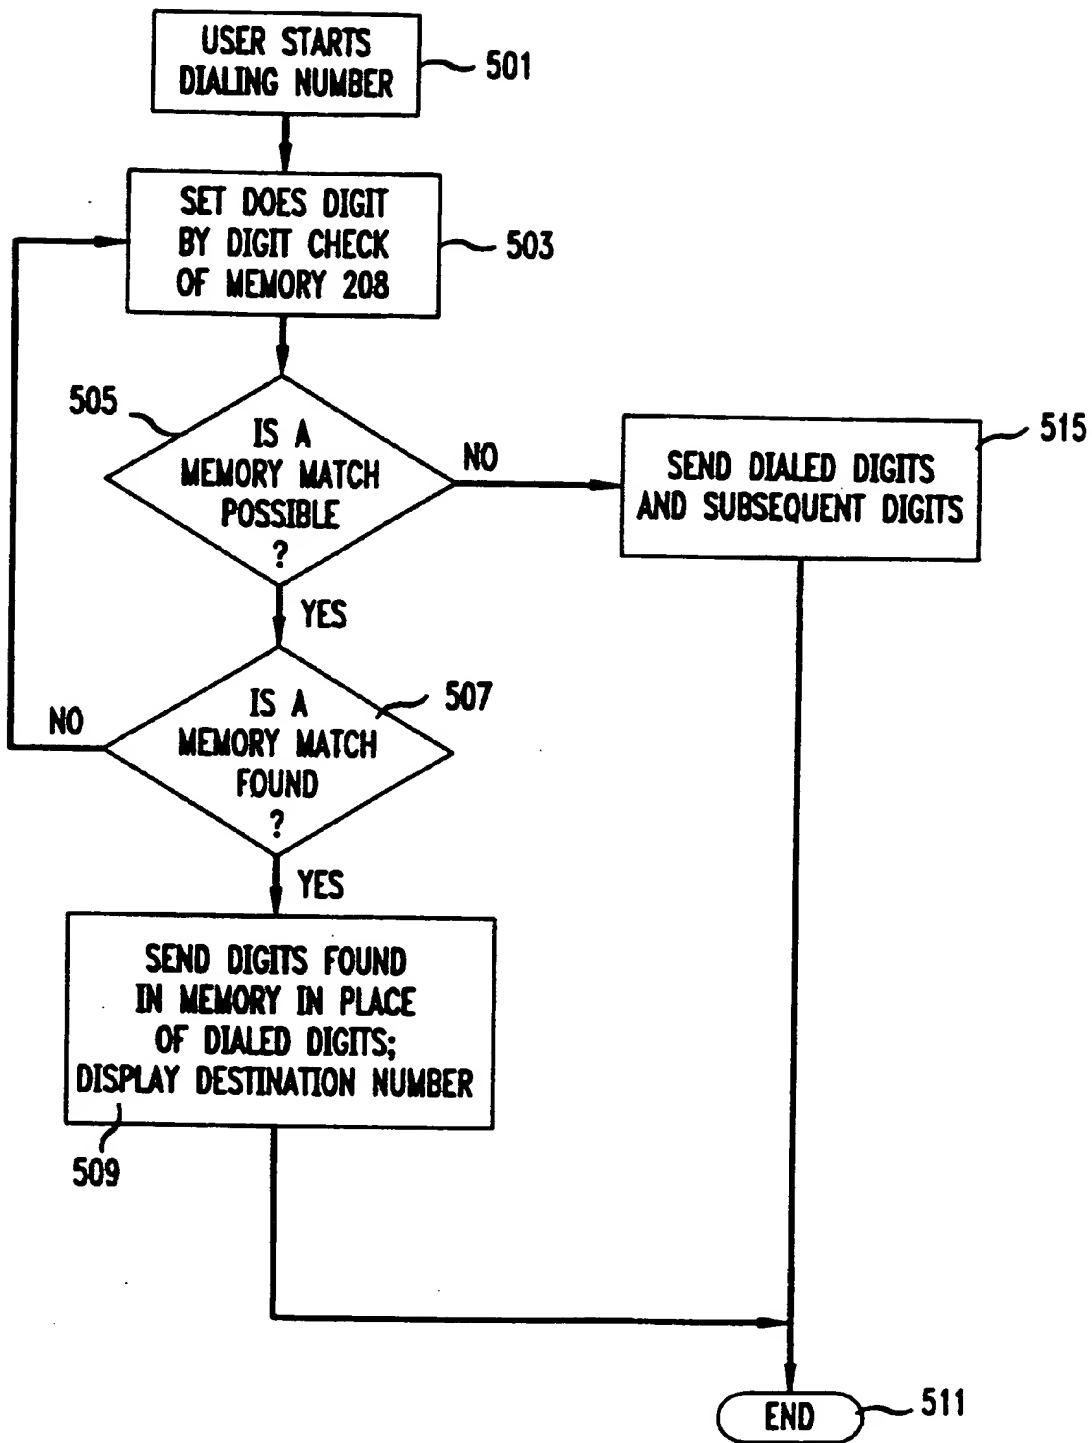 USER STARTS
DIALING NUMBER
501
SET DOES DIGIT
BY DIGIT CHECK
OF MEMORY 208
503
505
IS A
MEMORY MATCH
POSSIBLE
?
NO
SEND DIALED DIGITS
AND SUBSEQUENT DIGITS
515
YES
IS A
MEMORY MATCH
FOUND
?
507
NO
YES
SEND DIGITS FOUND
IN MEMORY IN PLACE
OF DIALED DIGITS;
DISPLAY DESTINATION NUMBER
509
END
511